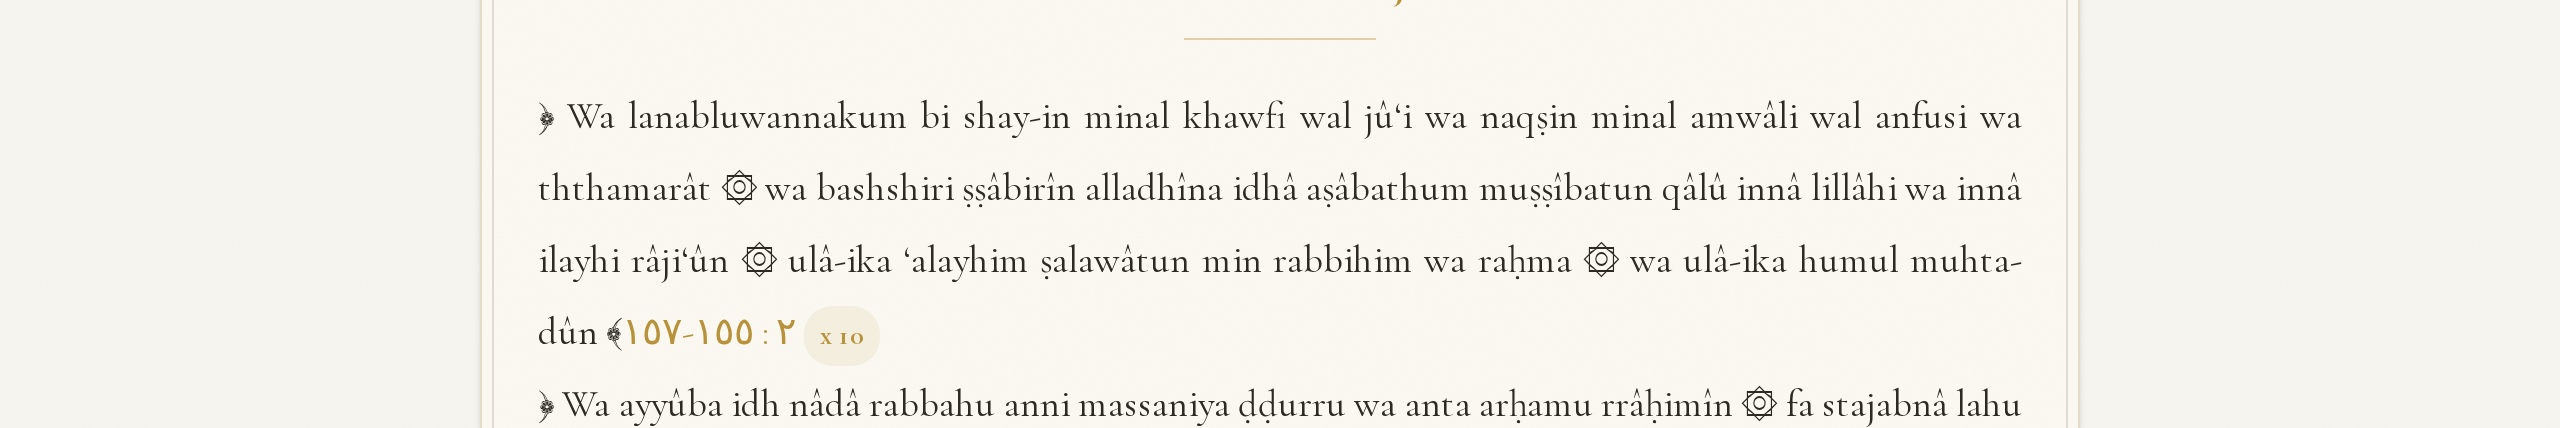 ﴾ Wa lanabluwannakum bi shay-in minal khawfi wal jû‘i wa naqṣin minal amwâli wal anfusi wa
ththamarât ۞ wa bashshiri ṣṣâbirîn alladhîna idhâ aṣâbathum muṣṣîbatun qâlû innâ lillâhi wa innâ
ilayhi râji‘ûn ۞ ulâ-ika ‘alayhim ṣalawâtun min rabbihim wa raḥma ۞ wa ulâ-ika humul muhta-
dûn ﴿٢ : ١٥٥-١٥٧ x 10
﴾ Wa ayyûba idh nâdâ rabbahu anni massaniya ḍḍurru wa anta arḥamu rrâḥimîn ۞ fa stajabnâ lahu